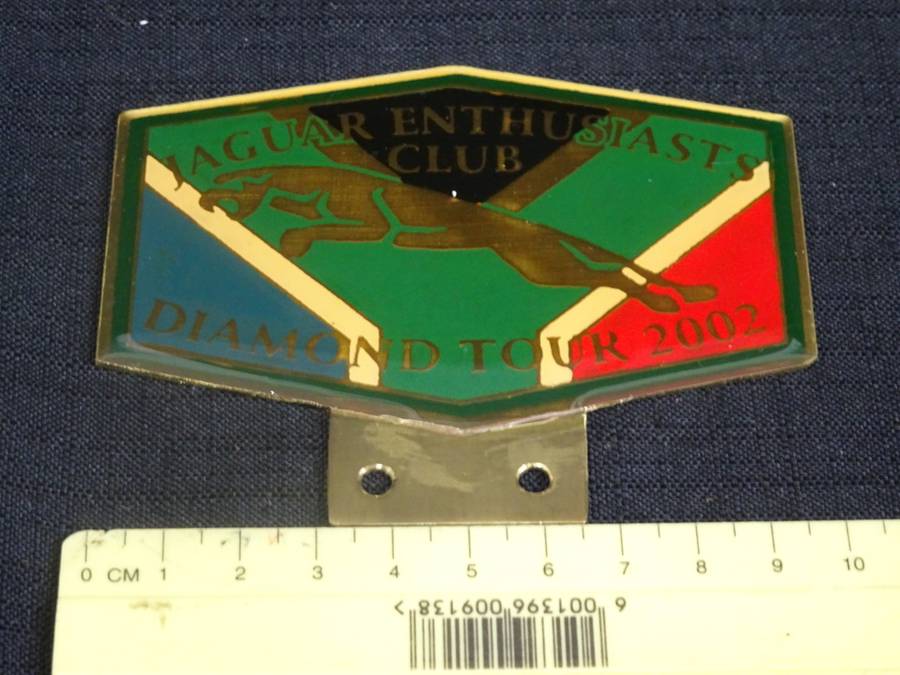 JAGUAR ENTHUSIASTS
CLUB
DIAMOND TOUR 2002
0 CM 1 2 3 4 5 6 7 8 9 10
6 001396 009138 >